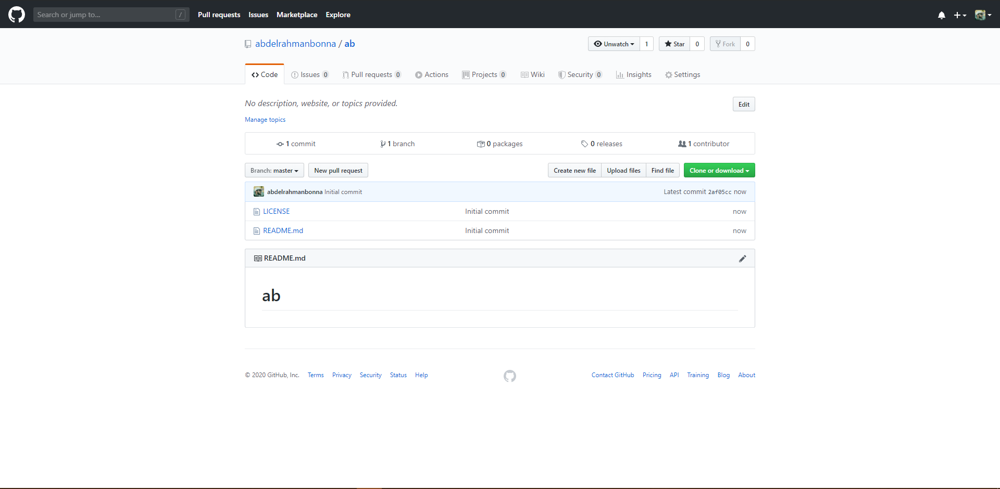 Search or jump to... / Pull requests Issues Marketplace Explore
abdelrahmanbonna / ab Unwatch 1 Star 0 Fork 0
Code Issues 0 Pull requests 0 Actions Projects 0 Wiki Security 0 Insights Settings
No description, website, or topics provided. Edit
Manage topics
1 commit 1 branch 0 packages 0 releases 1 contributor
Branch: master New pull request Create new file Upload files Find file Clone or download
abdelrahmanbonna Initial commit Latest commit 2af05cc now
LICENSE Initial commit now
README.md Initial commit now
README.md
ab
© 2020 GitHub, Inc. Terms Privacy Security Status Help Contact GitHub Pricing API Training Blog About